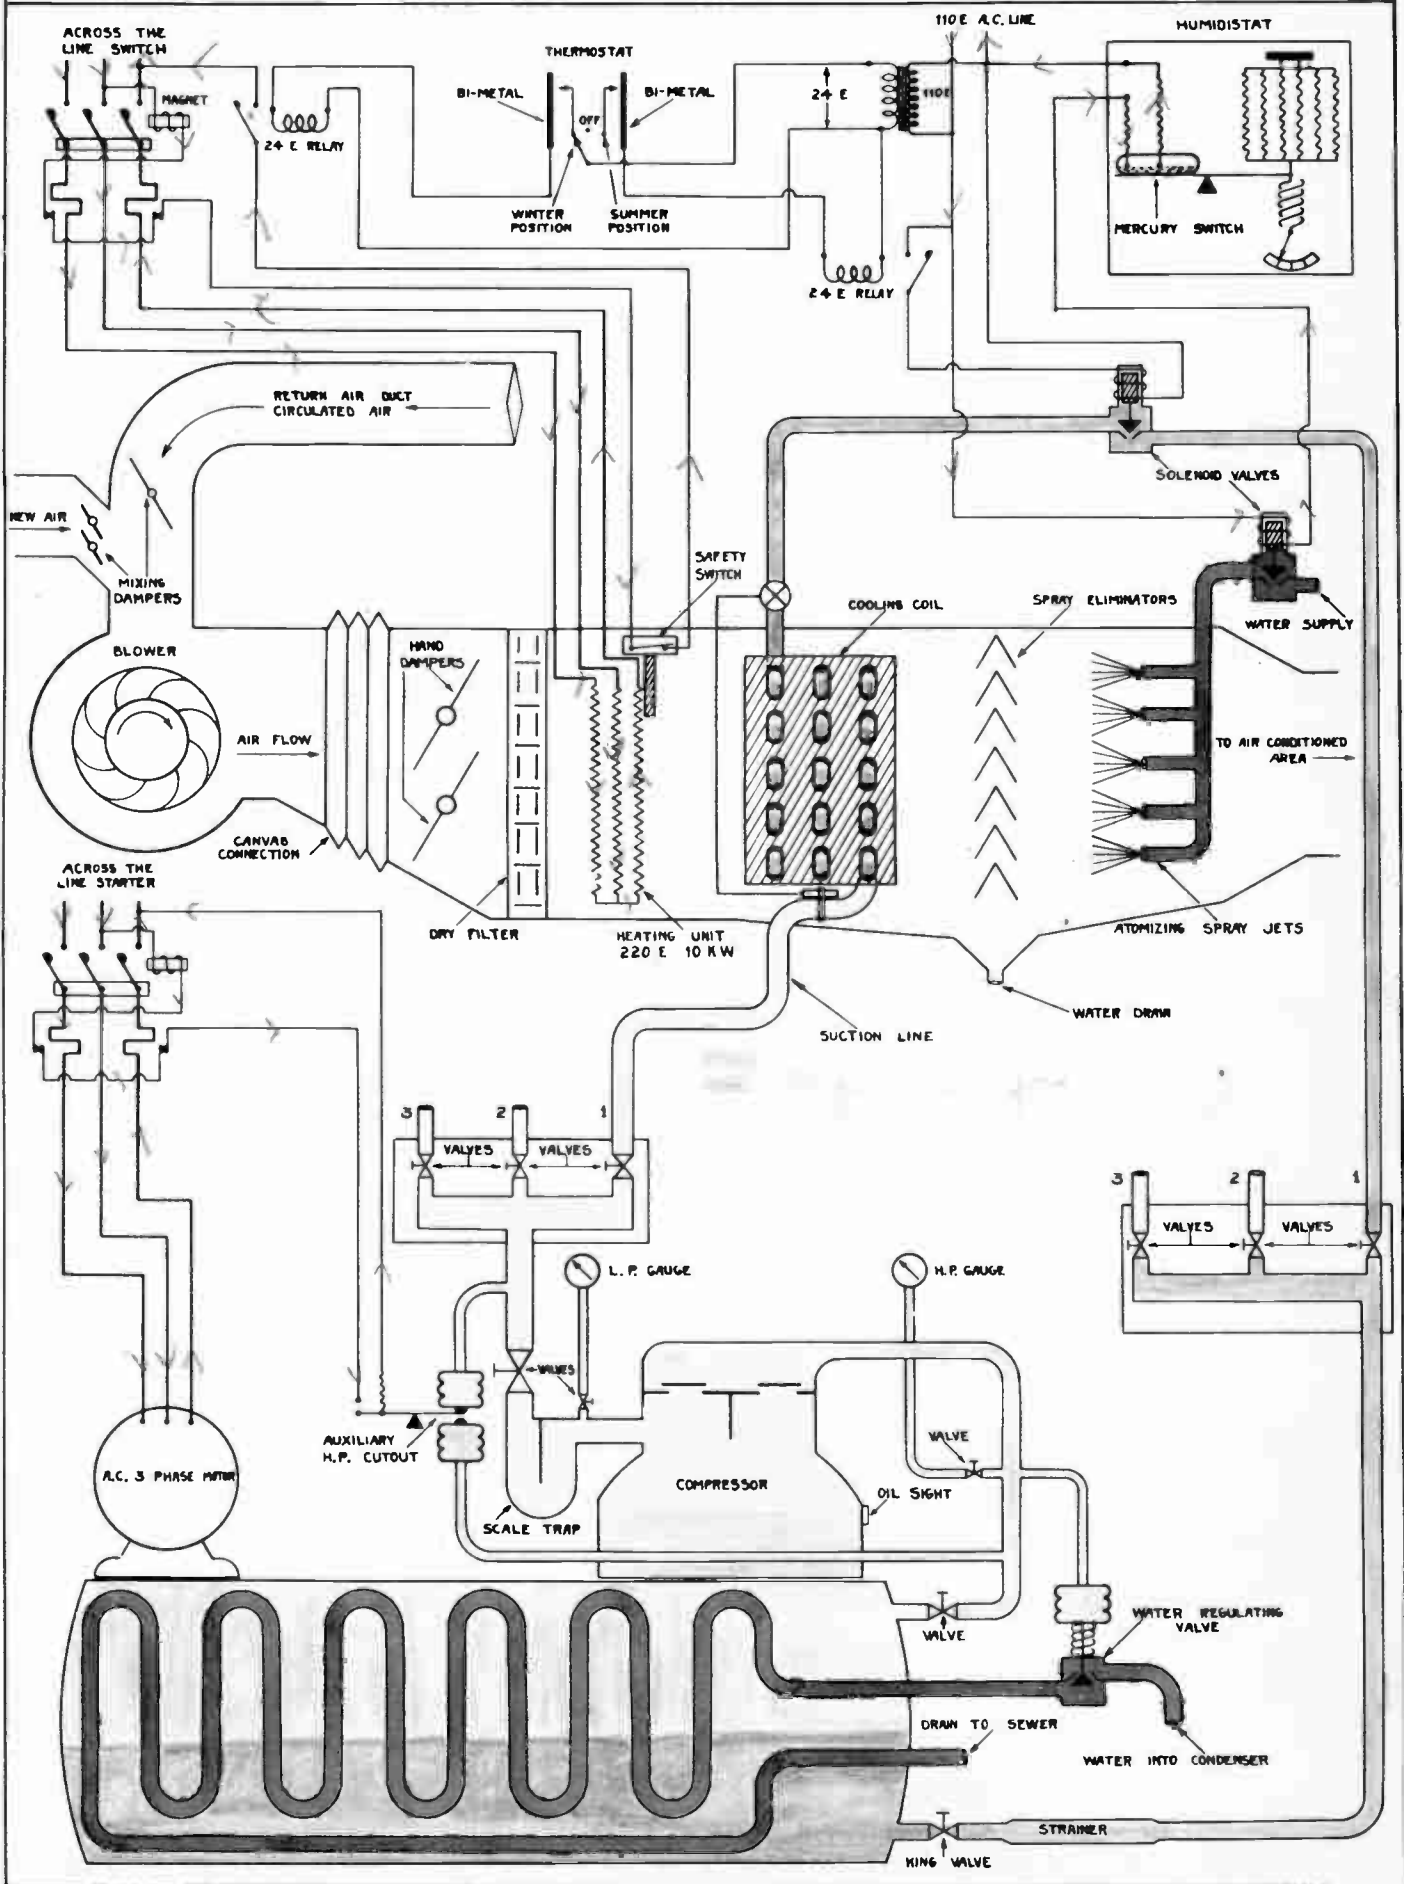 ACROSS THE
LINE SWITCH
MAGNET
24 E RELAY
THERMOSTAT
BI-METAL
OFF
BI-METAL
WINTER
POSITION
SUMMER
POSITION
24 E
110 E
110 E A.C. LINE
24 E RELAY
HUMIDISTAT
MERCURY SWITCH
RETURN AIR DUCT
CIRCULATED AIR
NEW AIR
MIXING
DAMPERS
BLOWER
AIR FLOW
CANVAS
CONNECTION
HAND
DAMPERS
DRY FILTER
SAFETY
SWITCH
HEATING UNIT
220 E 10 KW
COOLING COIL
SPRAY ELIMINATORS
SOLENOID VALVES
WATER SUPPLY
TO AIR CONDITIONED
AREA
ATOMIZING SPRAY JETS
WATER DRAIN
SUCTION LINE
ACROSS THE
LINE STARTER
3 2 1
VALVES VALVES
3 2 1
VALVES VALVES
L. P. GAUGE
H.P. GAUGE
VALVES
AUXILIARY
H.P. CUTOUT
SCALE TRAP
COMPRESSOR
VALVE
OIL SIGHT
A.C. 3 PHASE MOTOR
VALVE
WATER REGULATING
VALVE
DRAIN TO SEWER
WATER INTO CONDENSER
STRAINER
KING VALVE